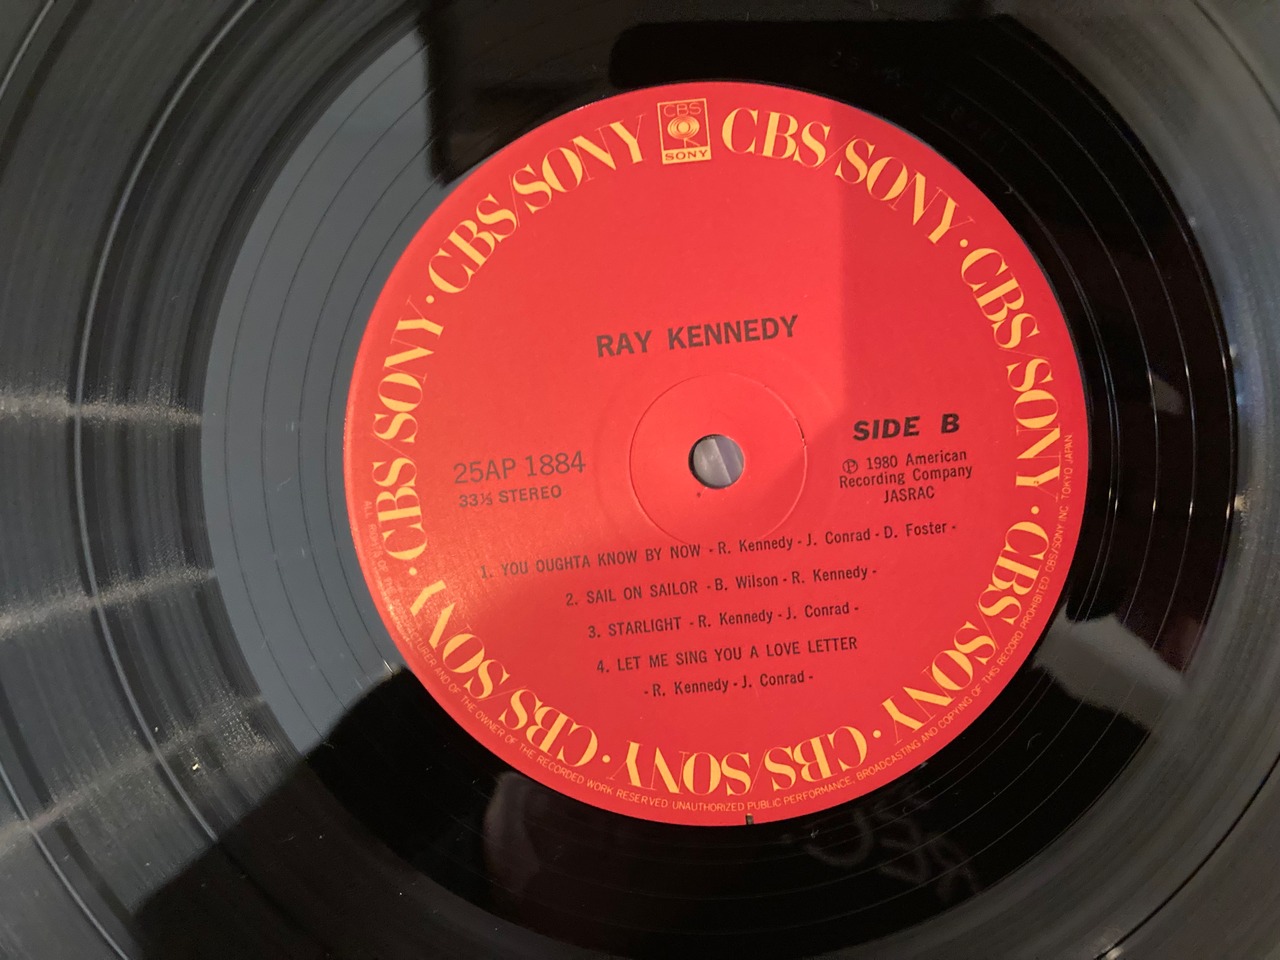 CBS
SONY
CBS/SONY · CBS/SONY · CBS/SONY · CBS/SONY · CBS/SONY · CBS/SONY · CBS/SONY · CBS/SONY
RAY KENNEDY
SIDE B
25AP 1884
33⅓ STEREO
Ⓟ 1980 American
Recording Company
JASRAC
1. YOU OUGHTA KNOW BY NOW - R. Kennedy - J. Conrad - D. Foster -
2. SAIL ON SAILOR - B. Wilson - R. Kennedy -
3. STARLIGHT - R. Kennedy - J. Conrad -
4. LET ME SING YOU A LOVE LETTER
- R. Kennedy - J. Conrad -
ALL OF THE AND OF THE OWNER OF THE RECORDED WORK RESERVED UNAUTHORIZED PUBLIC PERFORMANCE. BROADCASTING AND COPYING OF THIS RECORD PROHIBITED CBS/SONY INC. TOKYO JAPAN